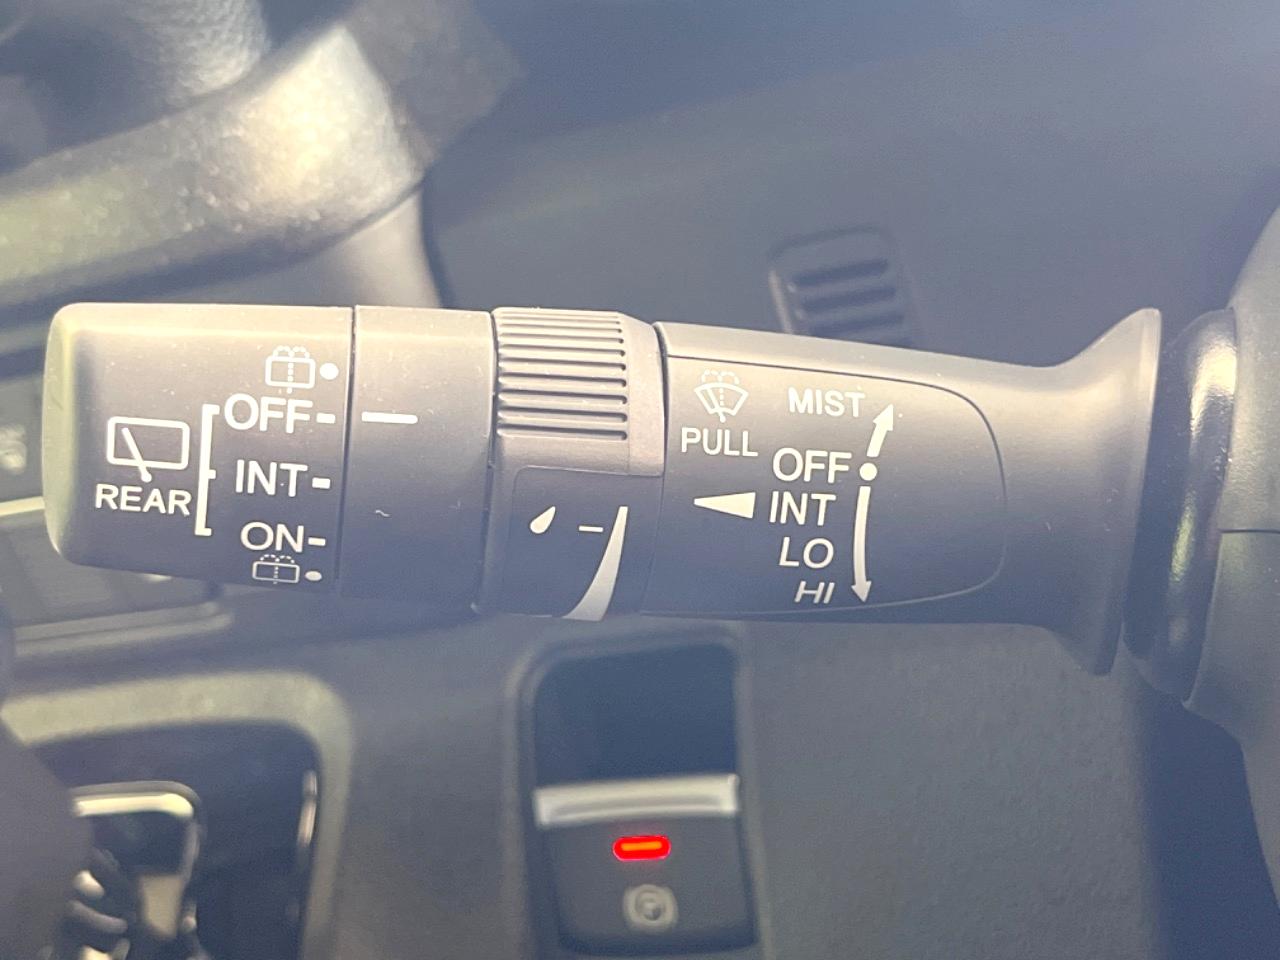 REAR
OFF
INT
ON
PULL
MIST
OFF
INT
LO
HI